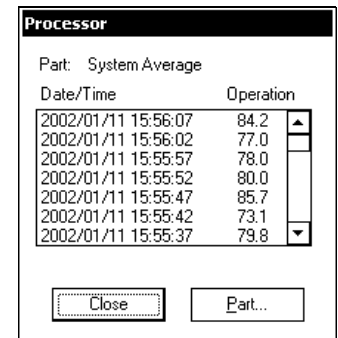 Processor
Part: System Average
Date/Time Operation
2002/01/11 15:56:07 84.2
2002/01/11 15:56:02 77.0
2002/01/11 15:55:57 78.0
2002/01/11 15:55:52 80.0
2002/01/11 15:55:47 85.7
2002/01/11 15:55:42 73.1
2002/01/11 15:55:37 79.8
Close Part...